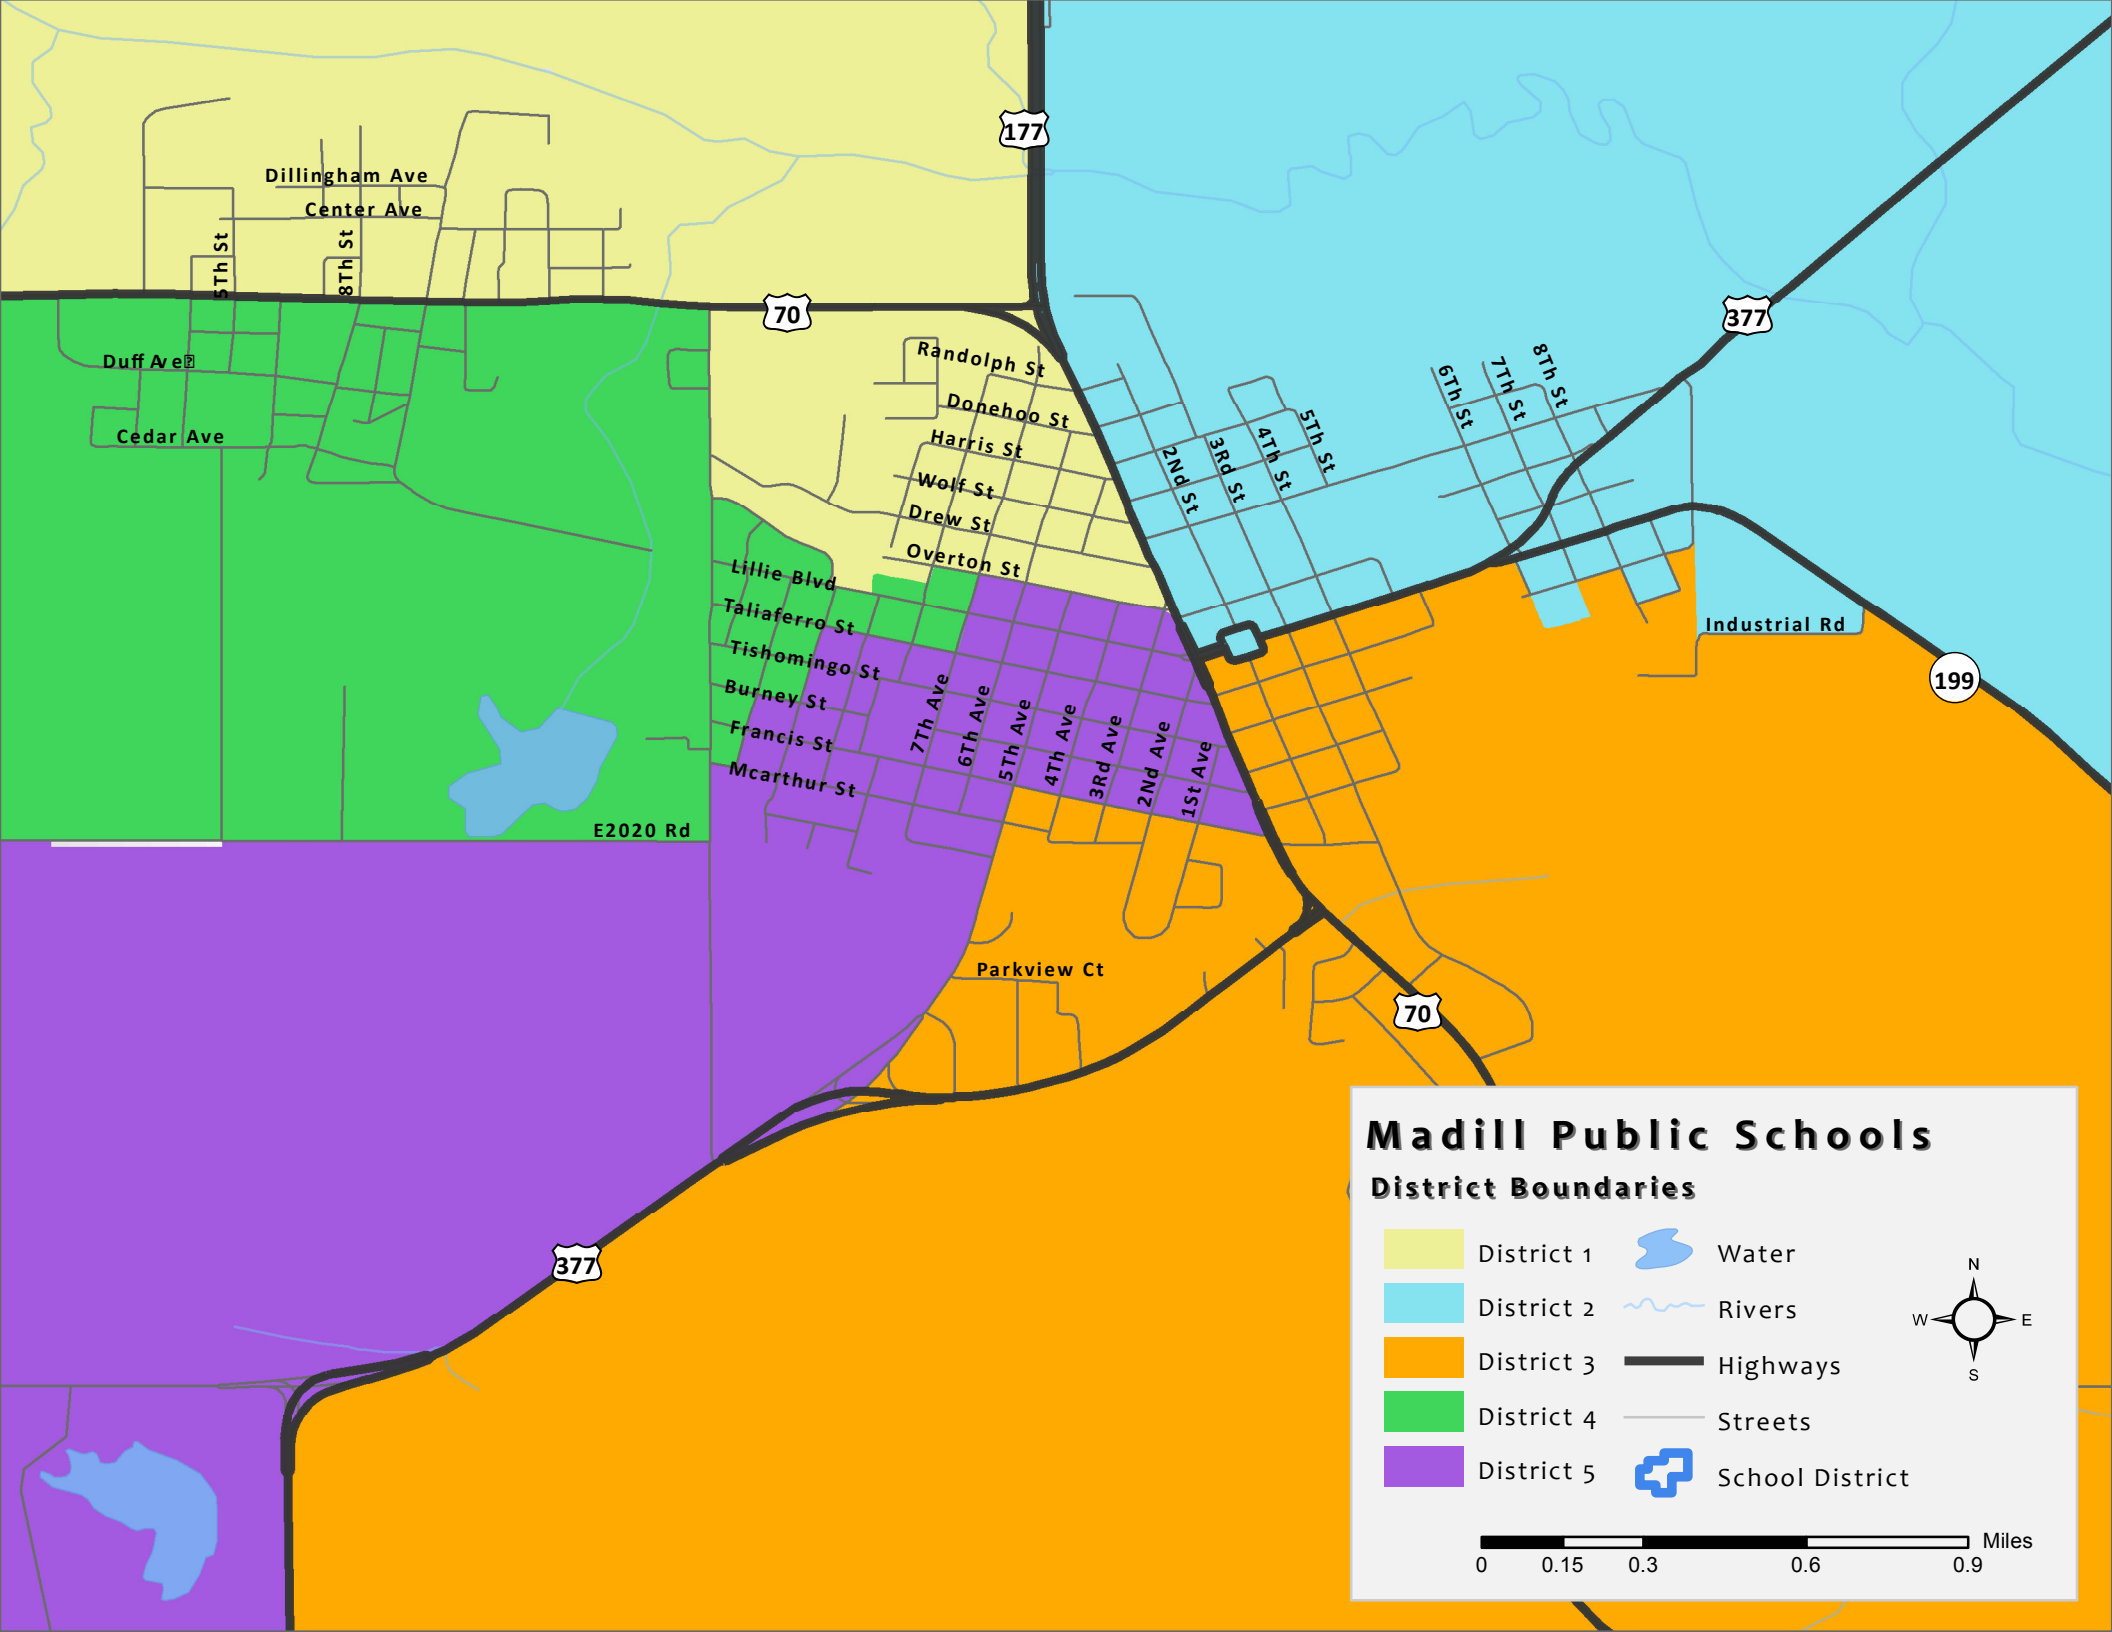 177
Dillingham Ave
Center Ave
5Th St
8Th St
70
377
Randolph St
Duff Ave
Donehoo St
Cedar Ave
Harris St
Wolf St
Drew St
Overton St
2Nd St
3Rd St
4Th St
5Th St
6Th St
7Th St
8Th St
Lillie Blvd
Taliaferro St
Tishomingo St
Burney St
Francis St
Mcarthur St
7Th Ave
6Th Ave
5Th Ave
4Th Ave
3Rd Ave
2Nd Ave
1St Ave
Industrial Rd
199
E2020 Rd
Parkview Ct
70
377
Madill Public Schools
District Boundaries
District 1
District 2
District 3
District 4
District 5
Water
Rivers
Highways
Streets
School District
N
W
E
S
0 0.15 0.3 0.6 0.9
Miles